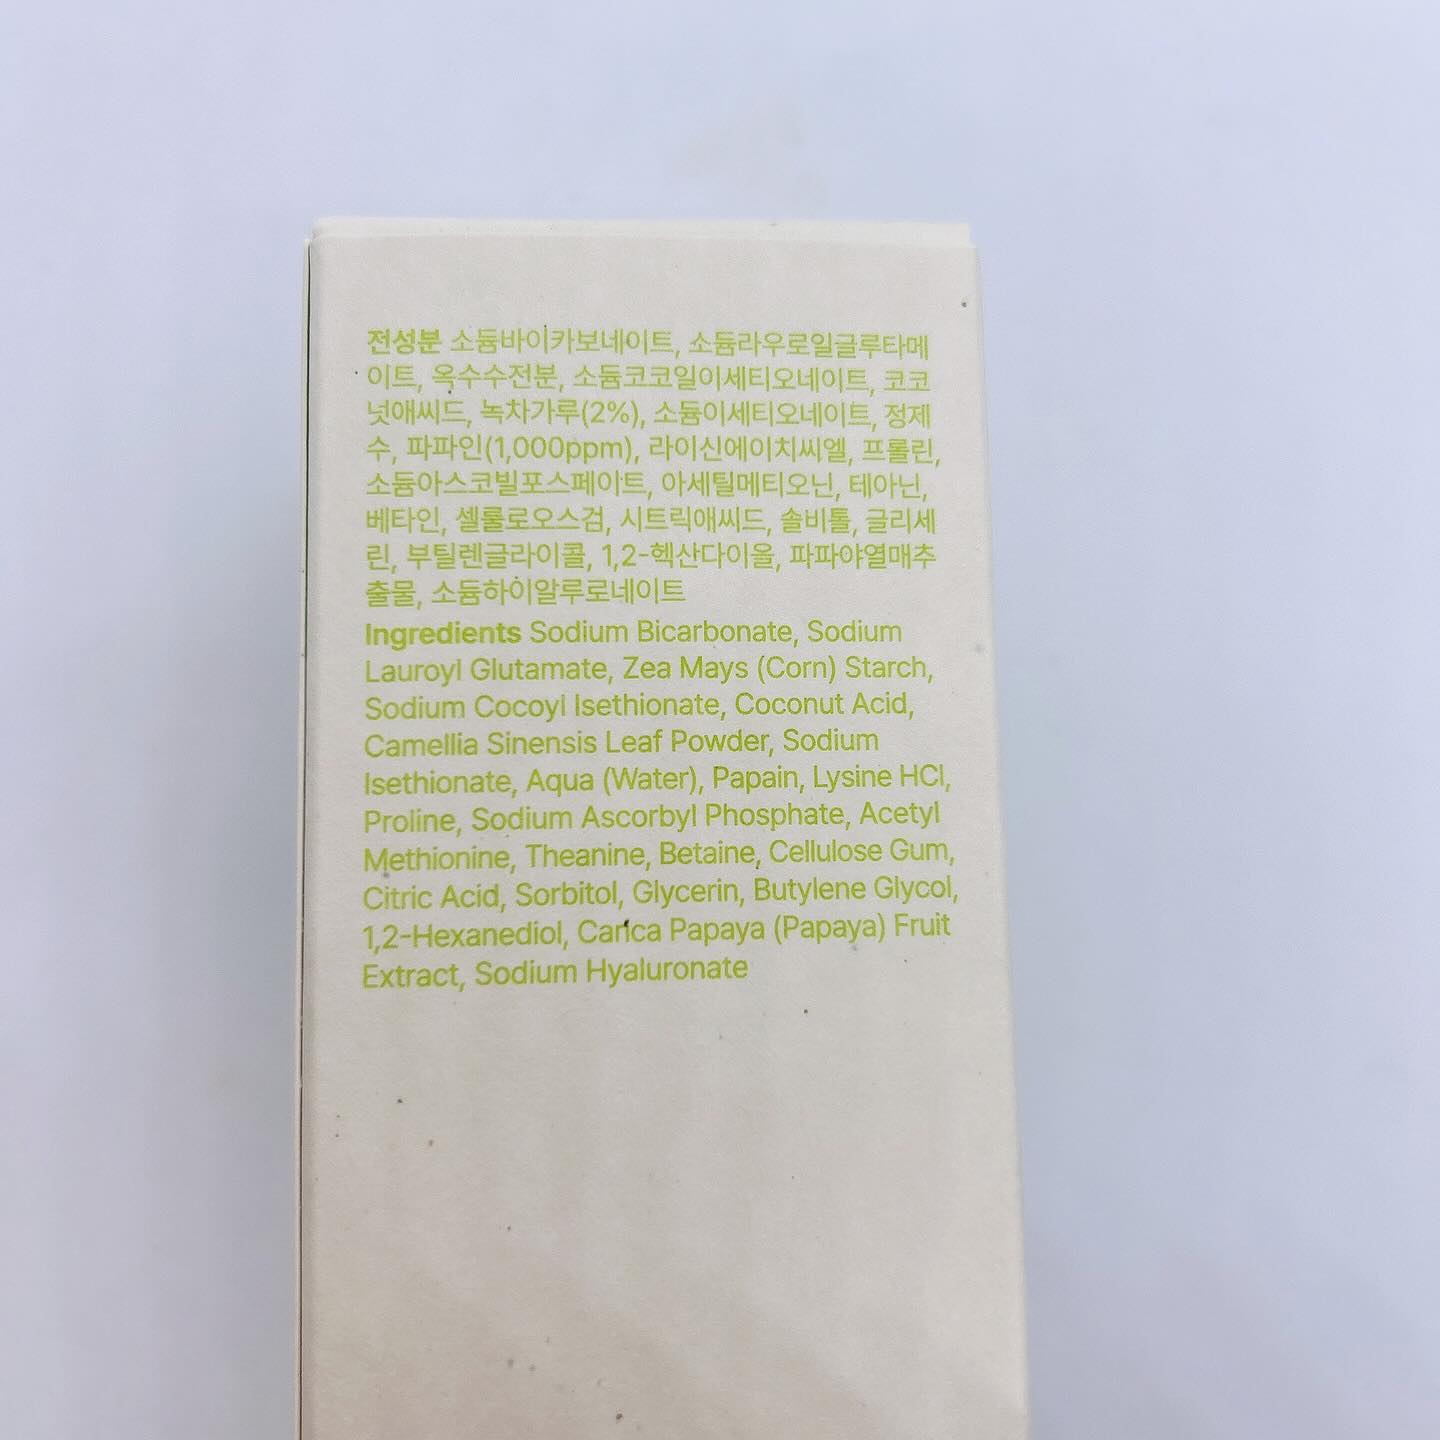 전성분 소듐바이카보네이트, 소듐라우로일글루타메
이트, 옥수수전분, 소듐코코일이세티오네이트, 코코
넛애씨드, 녹차가루(2%), 소듐이세티오네이트, 정제
수, 파파인(1,000ppm), 라이신에이치씨엘, 프롤린,
소듐아스코빌포스페이트, 아세틸메티오닌, 테아닌,
베타인, 셀룰로오스검, 시트릭애씨드, 솔비톨, 글리세
린, 부틸렌글라이콜, 1,2-헥산다이올, 파파야열매추
출물, 소듐하이알루로네이트
Ingredients Sodium Bicarbonate, Sodium
Lauroyl Glutamate, Zea Mays (Corn) Starch,
Sodium Cocoyl Isethionate, Coconut Acid,
Camellia Sinensis Leaf Powder, Sodium
Isethionate, Aqua (Water), Papain, Lysine HCl,
Proline, Sodium Ascorbyl Phosphate, Acetyl
Methionine, Theanine, Betaine, Cellulose Gum,
Citric Acid, Sorbitol, Glycerin, Butylene Glycol,
1,2-Hexanediol, Carica Papaya (Papaya) Fruit
Extract, Sodium Hyaluronate